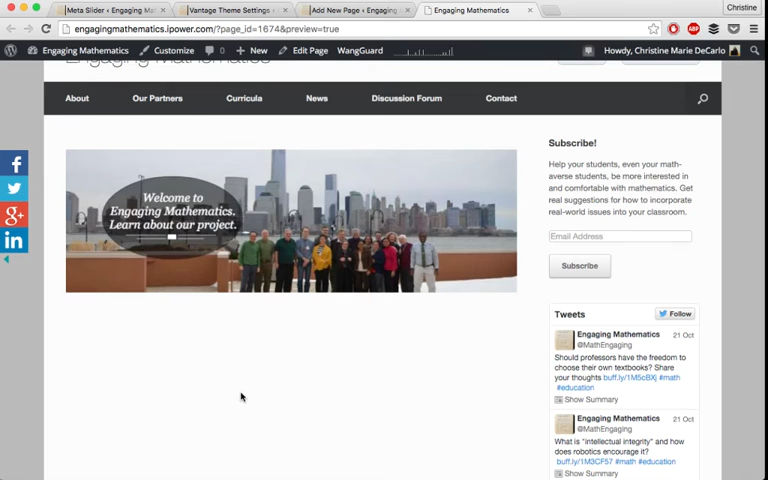 Meta Slider ‹ Engaging Mat
Vantage Theme Settings ‹
Add New Page ‹ Engaging
Engaging Mathematics
Christine
engagingmathematics.ipower.com/?page_id=1674&preview=true
Engaging Mathematics
Customize
0
New
Edit Page
WangGuard
Howdy, Christine Marie DeCarlo
Engaging Mathematics
About
Our Partners
Curricula
News
Discussion Forum
Contact
Welcome to
Engaging Mathematics.
Learn about our project.
Subscribe!
Help your students, even your math-
averse students, be more interested in
and comfortable with mathematics. Get
real suggestions for how to incorporate
real-world issues into your classroom.
Email Address
Subscribe
Tweets
Follow
Engaging Mathematics
21 Oct
@MathEngaging
Should professors have the freedom to
choose their own textbooks? Share
your thoughts buff.ly/1M5cBXj #math
#education
Show Summary
Engaging Mathematics
21 Oct
@MathEngaging
What is "intellectual integrity" and how
does robotics encourage it?
buff.ly/1M3CF57 #math #education
Show Summary